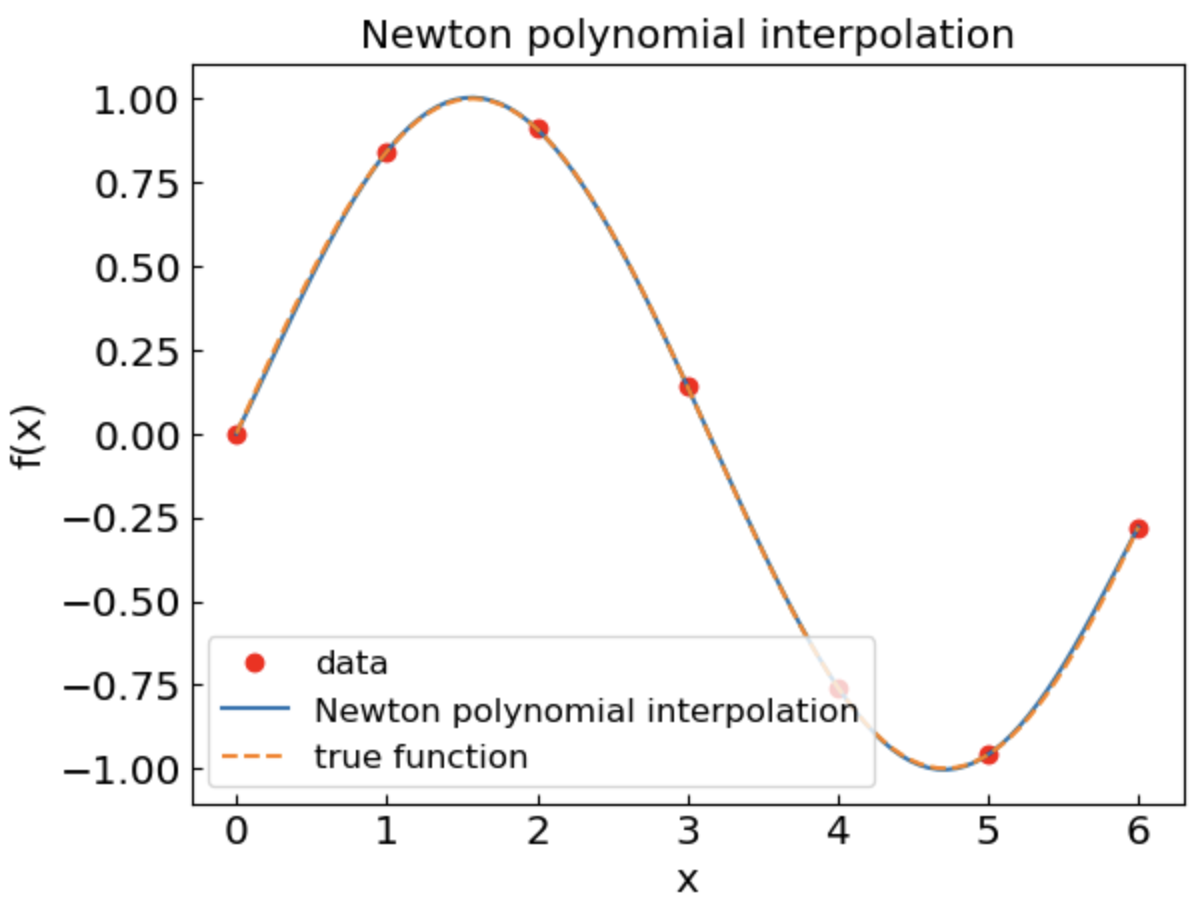 Newton polynomial interpolation
1.00
0.75
0.50
0.25
0.00
−0.25
−0.50
−0.75
−1.00
f(x)
data
Newton polynomial interpolation
true function
0 1 2 3 4 5 6
x